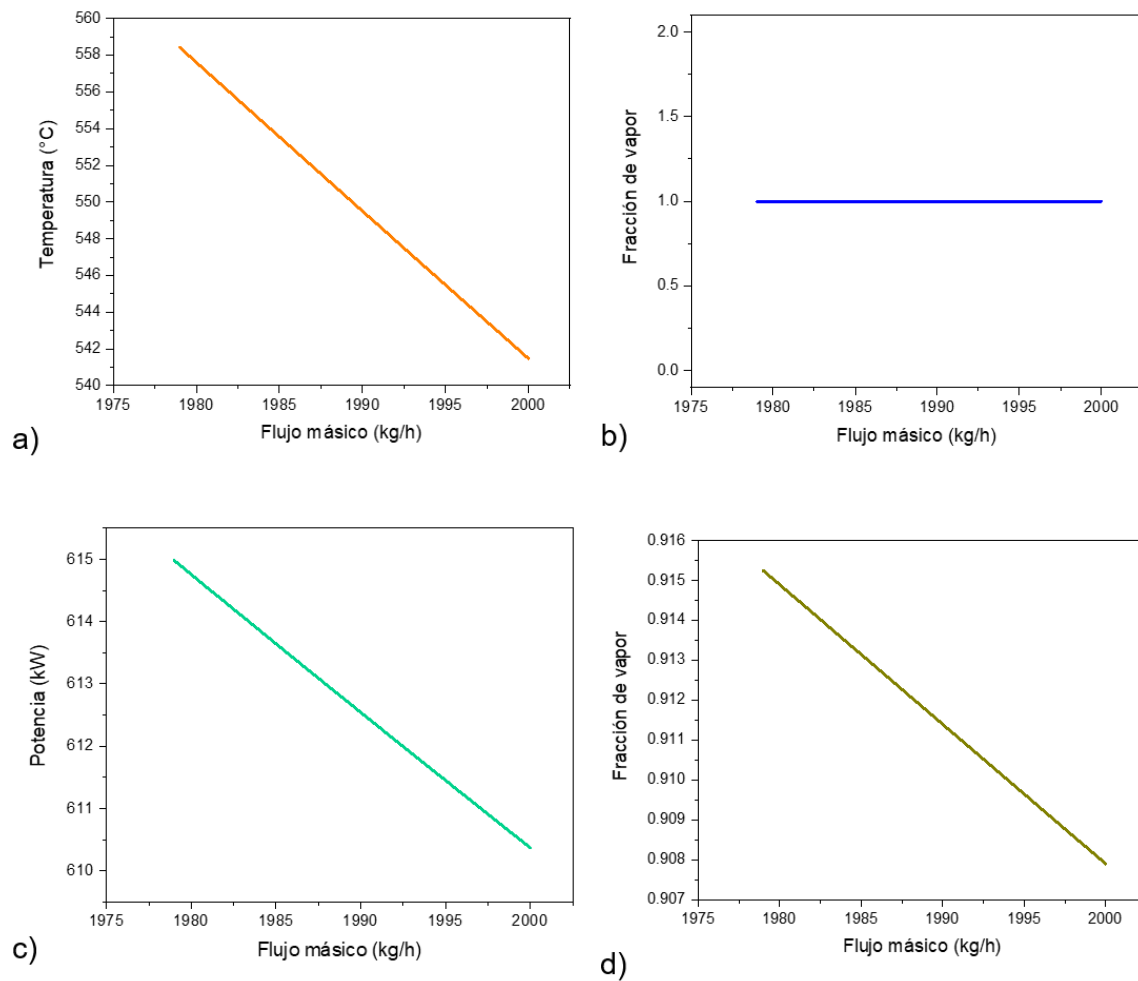 560
558
556
554
552
550
548
546
544
542
540
Temperatura (°C)
1975 1980 1985 1990 1995 2000
Flujo másico (kg/h)
a)
2.0
1.5
1.0
0.5
0.0
Fracción de vapor
1975 1980 1985 1990 1995 2000
Flujo másico (kg/h)
b)
615
614
613
612
611
610
Potencia (kW)
1975 1980 1985 1990 1995 2000
Flujo másico (kg/h)
c)
0.916
0.915
0.914
0.913
0.912
0.911
0.910
0.909
0.908
0.907
Fracción de vapor
1975 1980 1985 1990 1995 2000
Flujo másico (kg/h)
d)